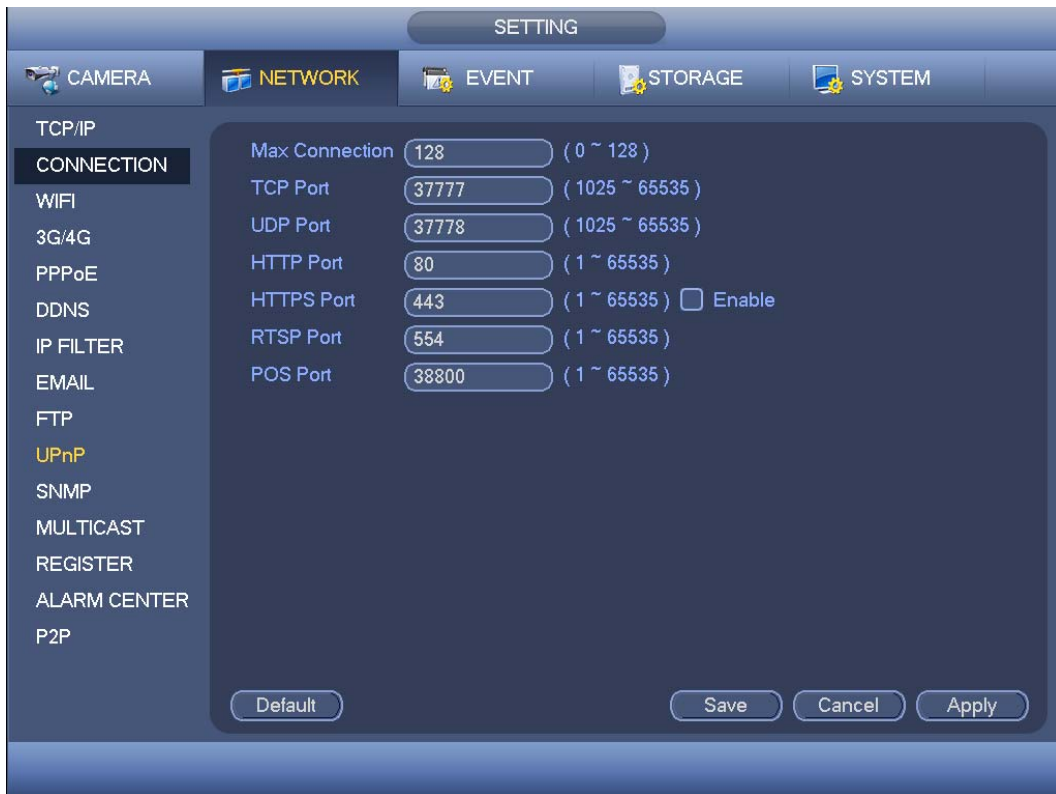 SETTING
CAMERA NETWORK EVENT STORAGE SYSTEM
TCP/IP
CONNECTION
WIFI
3G/4G
PPPoE
DDNS
IP FILTER
EMAIL
FTP
UPnP
SNMP
MULTICAST
REGISTER
ALARM CENTER
P2P
Max Connection 128 ( 0 ~ 128 )
TCP Port 37777 ( 1025 ~ 65535 )
UDP Port 37778 ( 1025 ~ 65535 )
HTTP Port 80 ( 1 ~ 65535 )
HTTPS Port 443 ( 1 ~ 65535 ) Enable
RTSP Port 554 ( 1 ~ 65535 )
POS Port 38800 ( 1 ~ 65535 )
Default Save Cancel Apply